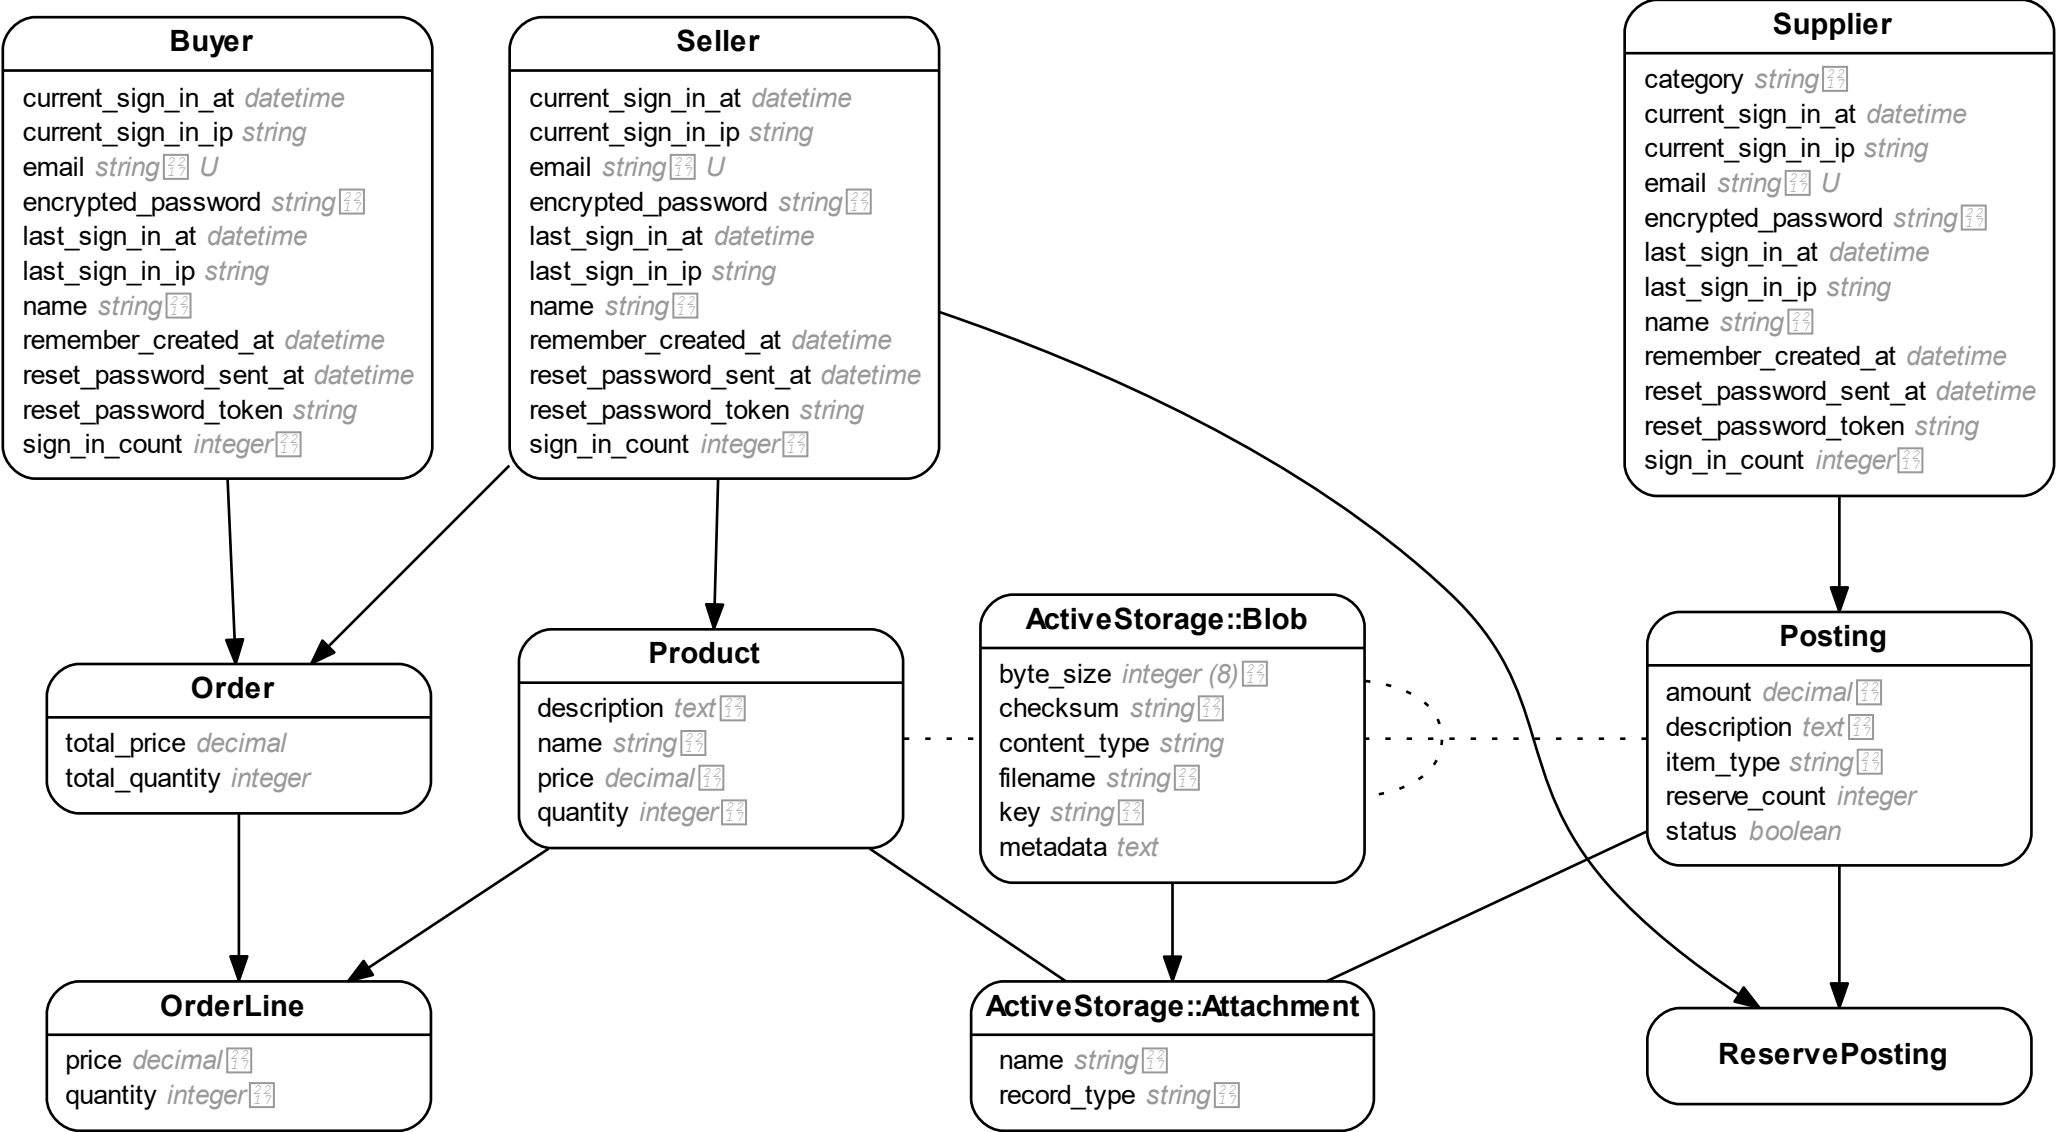 Buyer
current_sign_in_at datetime
current_sign_in_ip string
email string U
encrypted_password string
last_sign_in_at datetime
last_sign_in_ip string
name string
remember_created_at datetime
reset_password_sent_at datetime
reset_password_token string
sign_in_count integer
Seller
current_sign_in_at datetime
current_sign_in_ip string
email string U
encrypted_password string
last_sign_in_at datetime
last_sign_in_ip string
name string
remember_created_at datetime
reset_password_sent_at datetime
reset_password_token string
sign_in_count integer
Supplier
category string
current_sign_in_at datetime
current_sign_in_ip string
email string U
encrypted_password string
last_sign_in_at datetime
last_sign_in_ip string
name string
remember_created_at datetime
reset_password_sent_at datetime
reset_password_token string
sign_in_count integer
Order
total_price decimal
total_quantity integer
Product
description text
name string
price decimal
quantity integer
ActiveStorage::Blob
byte_size integer (8)
checksum string
content_type string
filename string
key string
metadata text
Posting
amount decimal
description text
item_type string
reserve_count integer
status boolean
OrderLine
price decimal
quantity integer
ActiveStorage::Attachment
name string
record_type string
ReservePosting